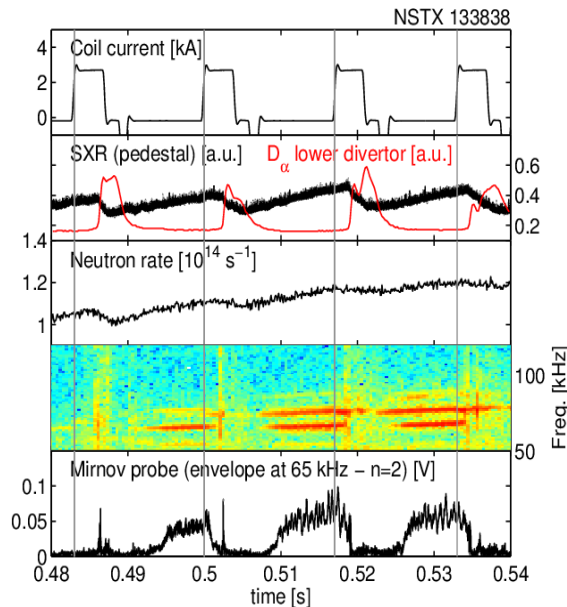 NSTX 133838
Coil current [kA]
4
2
0
SXR (pedestal) [a.u.] D_α lower divertor [a.u.]
0.6
0.4
0.2
1.4
Neutron rate [10^14 s^−1]
1.2
1
100
50
Freq. [kHz]
Mirnov probe (envelope at 65 kHz − n=2) [V]
0.1
0.05
0
0.48 0.49 0.5 0.51 0.52 0.53 0.54
time [s]